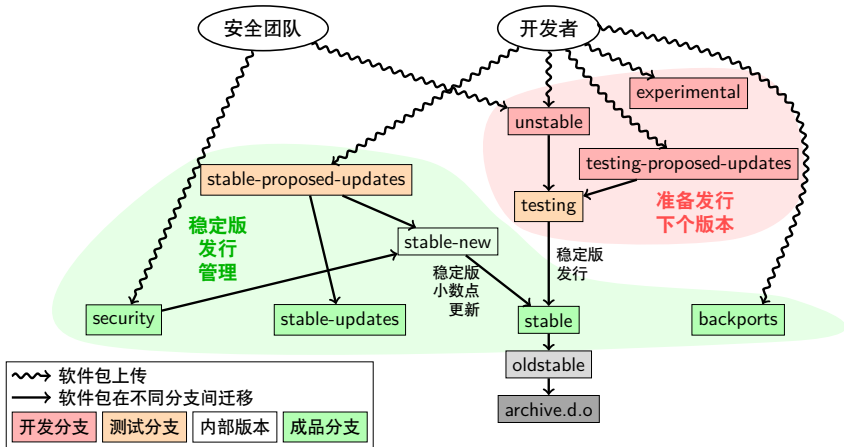 安全团队
开发者
experimental
unstable
testing-proposed-updates
stable-proposed-updates
testing
准备发行
下个版本
稳定版
发行
管理
stable-new
稳定版
发行
稳定版
小数点
更新
security
stable-updates
stable
backports
oldstable
archive.d.o
软件包上传
软件包在不同分支间迁移
开发分支
测试分支
内部版本
成品分支